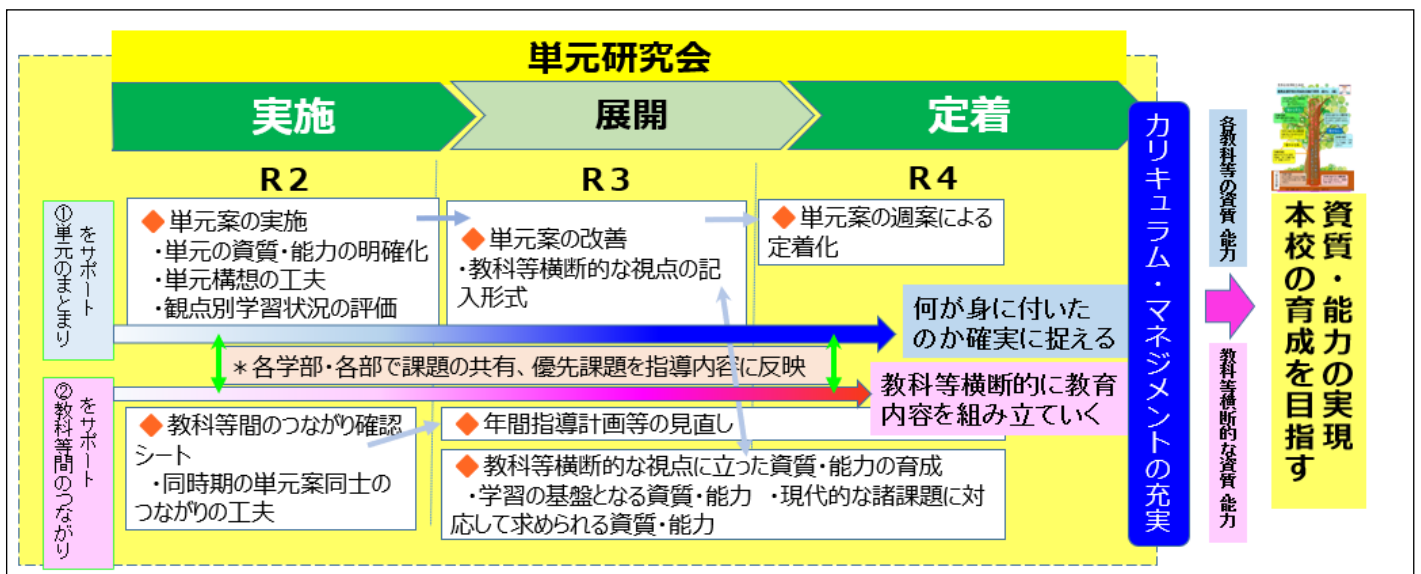 単元研究会
実施
展開
定着
R2
R3
R4
①単元のまとまり
をサポート
◆単元案の実施
・単元の資質・能力の明確化
・単元構想の工夫
・観点別学習状況の評価
◆単元案の改善
・教科等横断的な視点の記
入形式
◆単元案の週案による
定着化
何が身に付いた
のか確実に捉える
＊各学部・各部で課題の共有、優先課題を指導内容に反映
教科等横断的に教育
内容を組み立てていく
②教科等間のつながり
をサポート
◆教科等間のつながり確認
シート
・同時期の単元案同士の
つながりの工夫
◆年間指導計画等の見直し
◆教科等横断的な視点に立った資質・能力の育成
・学習の基盤となる資質・能力　・現代的な諸課題に対
応して求められる資質・能力
カリキュラム・マネジメントの充実
各教科等の資質・能力
教科等横断的な資質・能力
本校の育成を目指す
資質・能力の実現